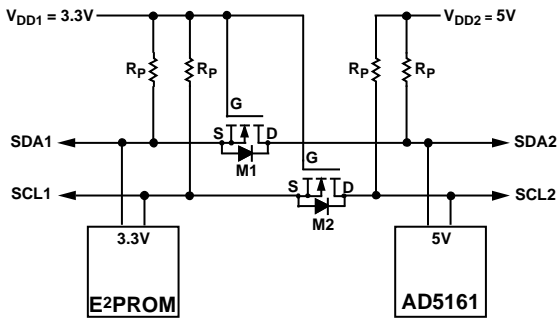 VDD1 = 3.3V
VDD2 = 5V
RP
RP
RP
RP
G
SDA1
S
D
SDA2
M1
G
SCL1
S
D
SCL2
M2
3.3V
E²PROM
5V
AD5161